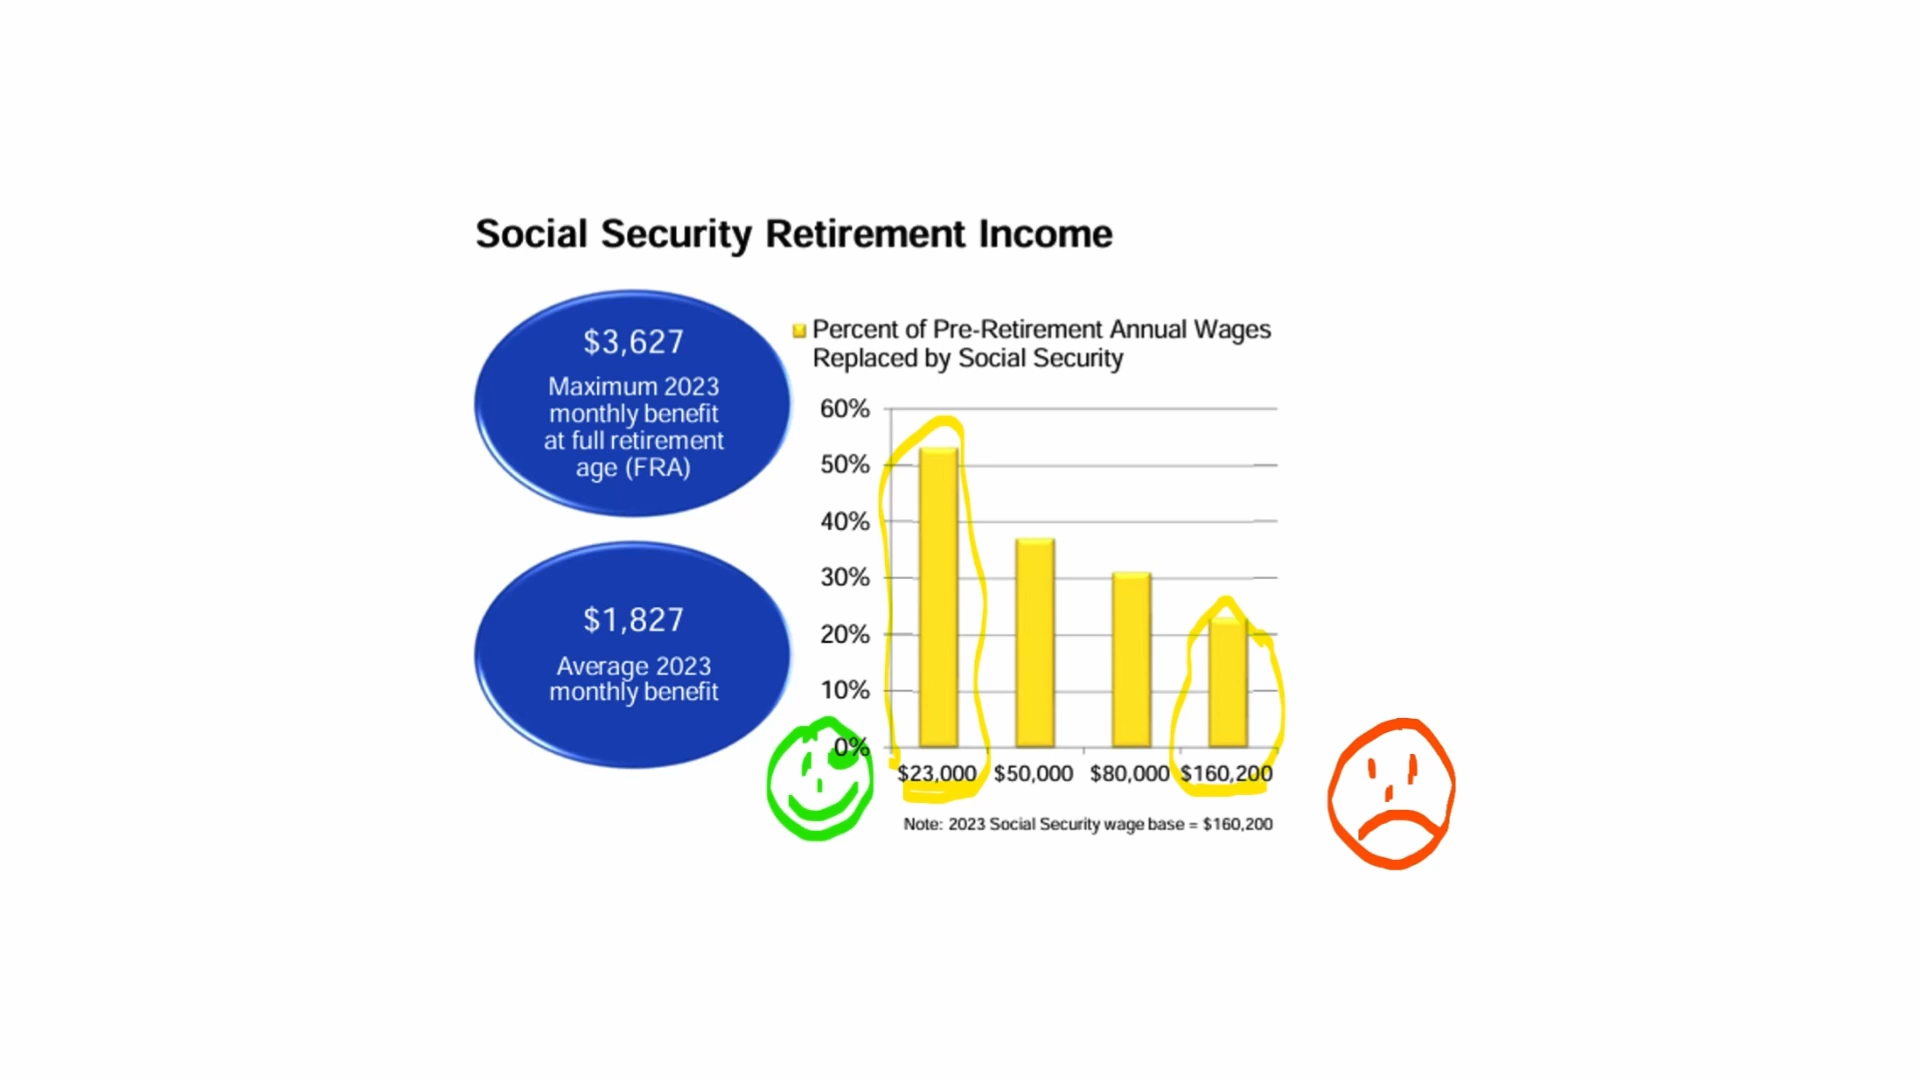 Social Security Retirement Income
$3,627
Maximum 2023
monthly benefit
at full retirement
age (FRA)
$1,827
Average 2023
monthly benefit
Percent of Pre-Retirement Annual Wages
Replaced by Social Security
60%
50%
40%
30%
20%
10%
0%
$23,000 $50,000 $80,000 $160,200
Note: 2023 Social Security wage base = $160,200